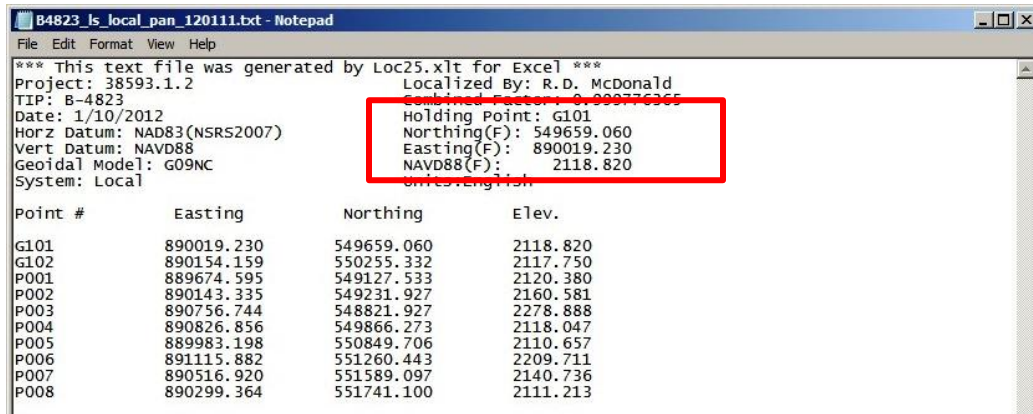 B4823_ls_local_pan_120111.txt - Notepad
File Edit Format View Help
*** This text file was generated by Loc25.xlt for Excel ***
Project: 38593.1.2 Localized By: R.D. McDonald
TIP: B-4823 Combined Factor: 0.999776365
Date: 1/10/2012 Holding Point: G101
Horz Datum: NAD83(NSRS2007) Northing(F): 549659.060
Vert Datum: NAVD88 Easting(F): 890019.230
Geoidal Model: G09NC NAVD88(F): 2118.820
System: Local Units:English
Point # Easting Northing Elev.
G101 890019.230 549659.060 2118.820
G102 890154.159 550255.332 2117.750
P001 889674.595 549127.533 2120.380
P002 890143.335 549231.927 2160.581
P003 890756.744 548821.927 2278.888
P004 890826.856 549866.273 2118.047
P005 889983.198 550849.706 2110.657
P006 891115.882 551260.443 2209.711
P007 890516.920 551589.097 2140.736
P008 890299.364 551741.100 2111.213